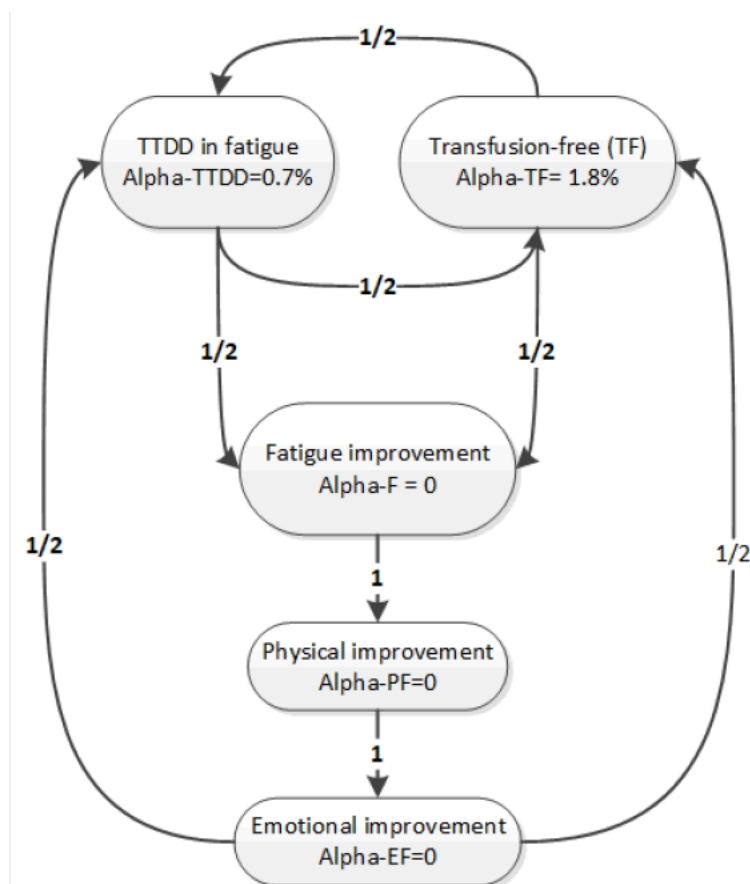 1/2
TTDD in fatigue
Alpha-TTDD=0.7%
Transfusion-free (TF)
Alpha-TF= 1.8%
1/2
1/2
1/2
Fatigue improvement
Alpha-F = 0
1/2
1/2
1
Physical improvement
Alpha-PF=0
1
Emotional improvement
Alpha-EF=0